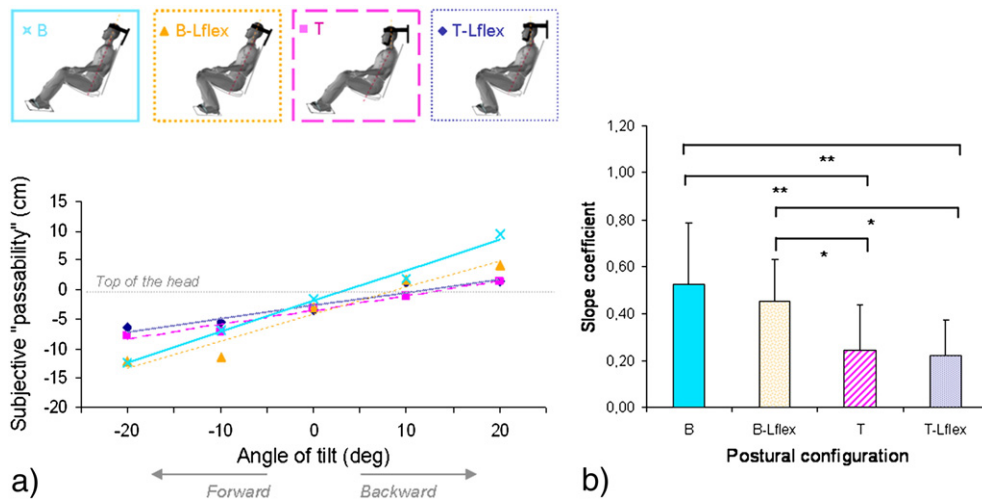 B
B-Lflex
T
T-Lflex
Subjective "passability" (cm)
15
10
5
0
-5
-10
-15
-20
Top of the head
-20 -10 0 10 20
Angle of tilt (deg)
Forward Backward
a)
Slope coefficient
1,20
1,00
0,80
0,60
0,40
0,20
0,00
**
**
*
*
B B-Lflex T T-Lflex
Postural configuration
b)